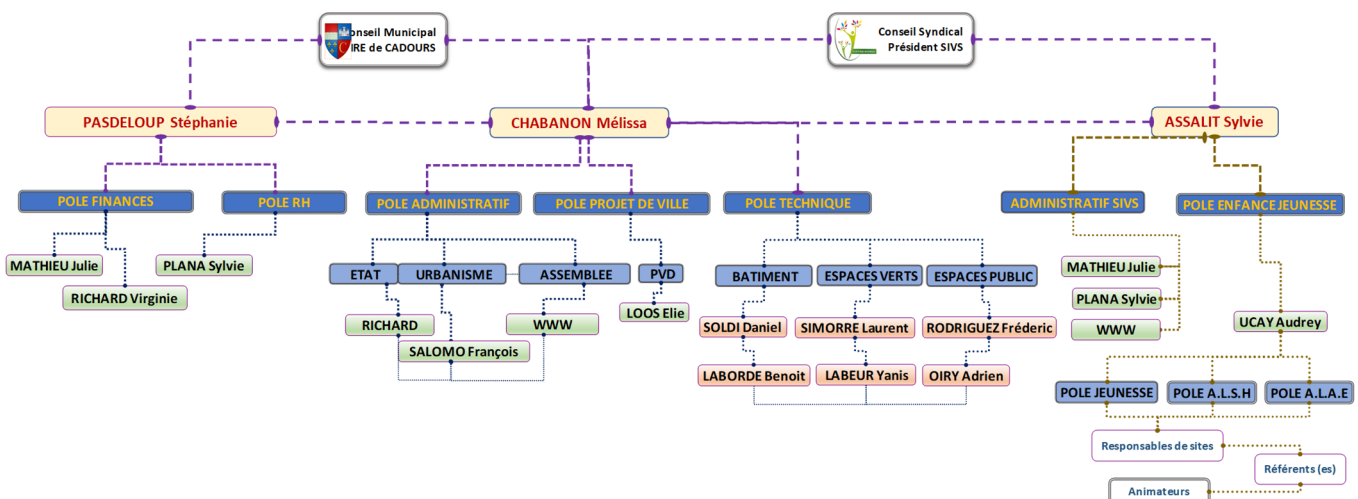 onseil Municipal
IRE de CADOURS
Conseil Syndical
Président SIVS
PASDELOUP Stéphanie
CHABANON Mélissa
ASSALIT Sylvie
POLE FINANCES
POLE RH
POLE ADMINISTRATIF
POLE PROJET DE VILLE
POLE TECHNIQUE
ADMINISTRATIF SIVS
POLE ENFANCE JEUNESSE
MATHIEU Julie
PLANA Sylvie
RICHARD Virginie
ETAT
URBANISME
ASSEMBLEE
PVD
BATIMENT
ESPACES VERTS
ESPACES PUBLIC
RICHARD
WWW
LOOS Elie
SALOMO François
SOLDI Daniel
SIMORRE Laurent
RODRIGUEZ Fréderic
LABORDE Benoit
LABEUR Yanis
OIRY Adrien
MATHIEU Julie
PLANA Sylvie
WWW
UCAY Audrey
POLE JEUNESSE
POLE A.L.S.H
POLE A.L.A.E
Responsables de sites
Référents (es)
Animateurs